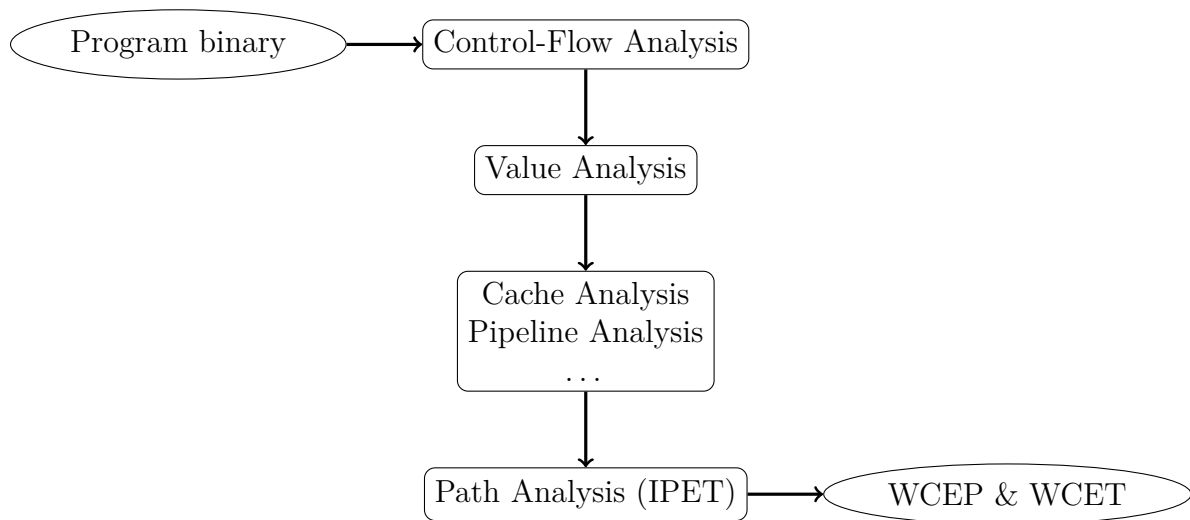 Program binary
Control-Flow Analysis
Value Analysis
Cache Analysis
Pipeline Analysis
...
Path Analysis (IPET)
WCEP & WCET